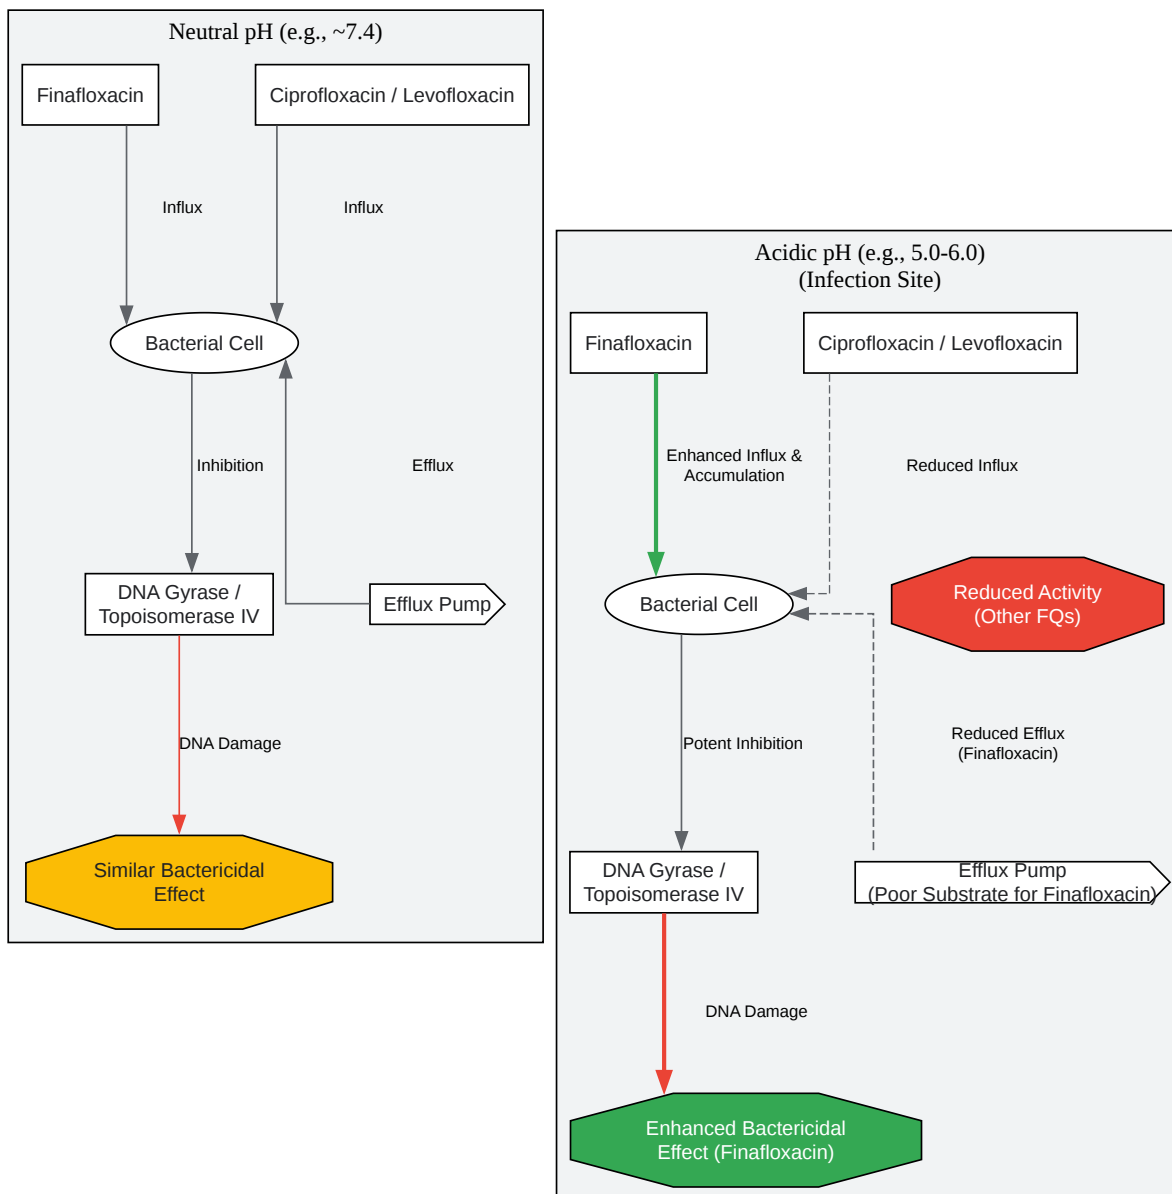 Neutral pH (e.g., ~7.4)
Finafloxacin
Ciprofloxacin / Levofloxacin
Influx
Influx
Bacterial Cell
Inhibition
Efflux
DNA Gyrase /
Topoisomerase IV
Efflux Pump
DNA Damage
Similar Bactericidal
Effect
Acidic pH (e.g., 5.0-6.0)
(Infection Site)
Finafloxacin
Ciprofloxacin / Levofloxacin
Enhanced Influx &
Accumulation
Reduced Influx
Bacterial Cell
Reduced Activity
(Other FQs)
Potent Inhibition
Reduced Efflux
(Finafloxacin)
DNA Gyrase /
Topoisomerase IV
Efflux Pump
(Poor Substrate for Finafloxacin)
DNA Damage
Enhanced Bactericidal
Effect (Finafloxacin)